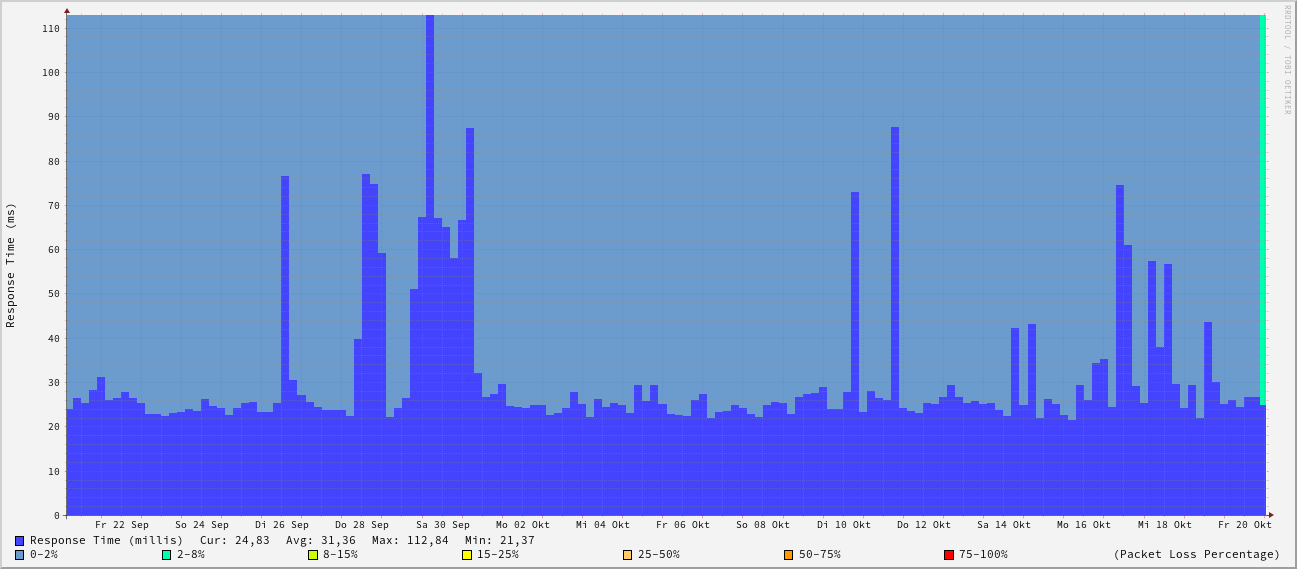 RRDTOOL / TOBI OETIKER
Response Time (ms)
110
100
90
80
70
60
50
40
30
20
10
0
Fr 22 Sep So 24 Sep Di 26 Sep Do 28 Sep Sa 30 Sep Mo 02 Okt Mi 04 Okt Fr 06 Okt So 08 Okt Di 10 Okt Do 12 Okt Sa 14 Okt Mo 16 Okt Mi 18 Okt Fr 20 Okt
Response Time (millis) Cur: 24,83 Avg: 31,36 Max: 112,84 Min: 21,37
0-2% 2-8% 8-15% 15-25% 25-50% 50-75% 75-100% (Packet Loss Percentage)